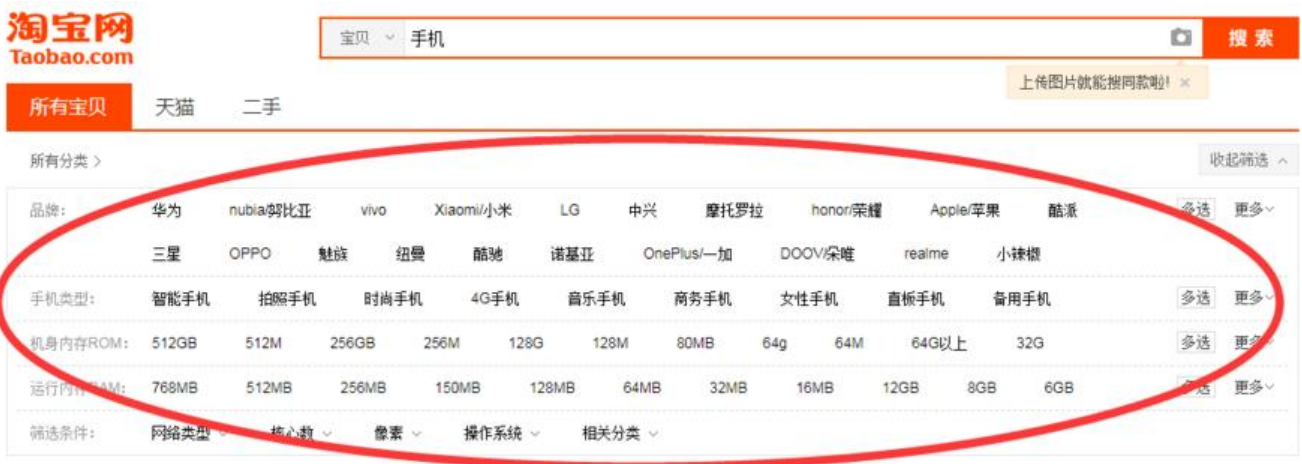 淘宝网
Taobao.com
宝贝 手机 搜索
上传图片就能搜同款啦! ×
所有宝贝 天猫 二手
所有分类 > 收起筛选
品牌: 华为 nubia/努比亚 vivo Xiaomi/小米 LG 中兴 摩托罗拉 honor/荣耀 Apple/苹果 酷派 多选 更多
三星 OPPO 魅族 纽曼 酷驰 诺基亚 OnePlus/一加 DOOV/朵唯 realme 小辣椒
手机类型: 智能手机 拍照手机 时尚手机 4G手机 音乐手机 商务手机 女性手机 直板手机 备用手机 多选 更多
机身内存ROM: 512GB 512M 256GB 256M 128G 128M 80MB 64g 64M 64G以上 32G 多选 更多
运行内存RAM: 768MB 512MB 256MB 150MB 128MB 64MB 32MB 16MB 12GB 8GB 6GB 多选 更多
筛选条件: 网络类型 核心数 像素 操作系统 相关分类